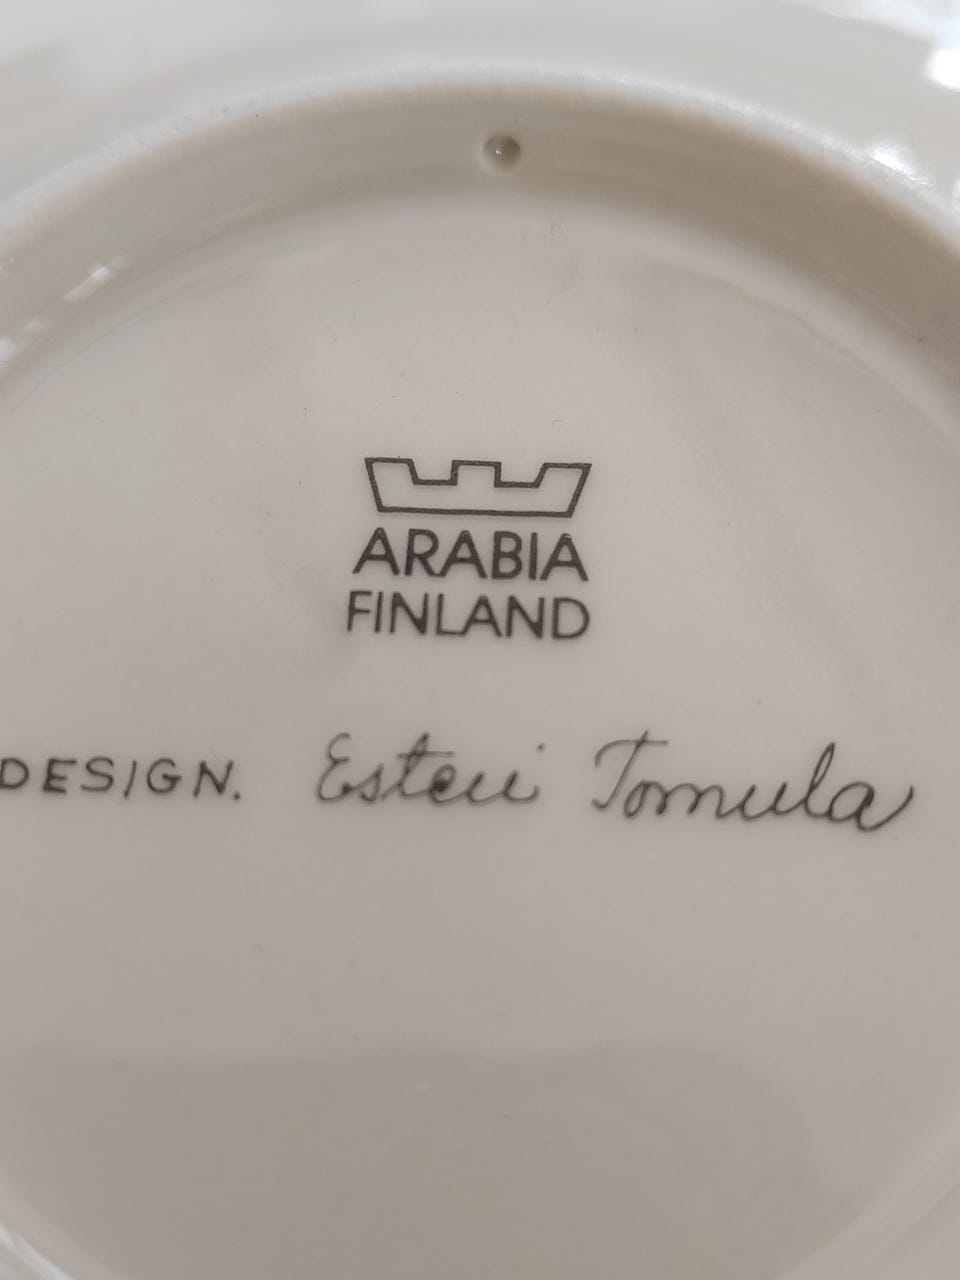 ARABIA
FINLAND
DESIGN. Esteri Tomula